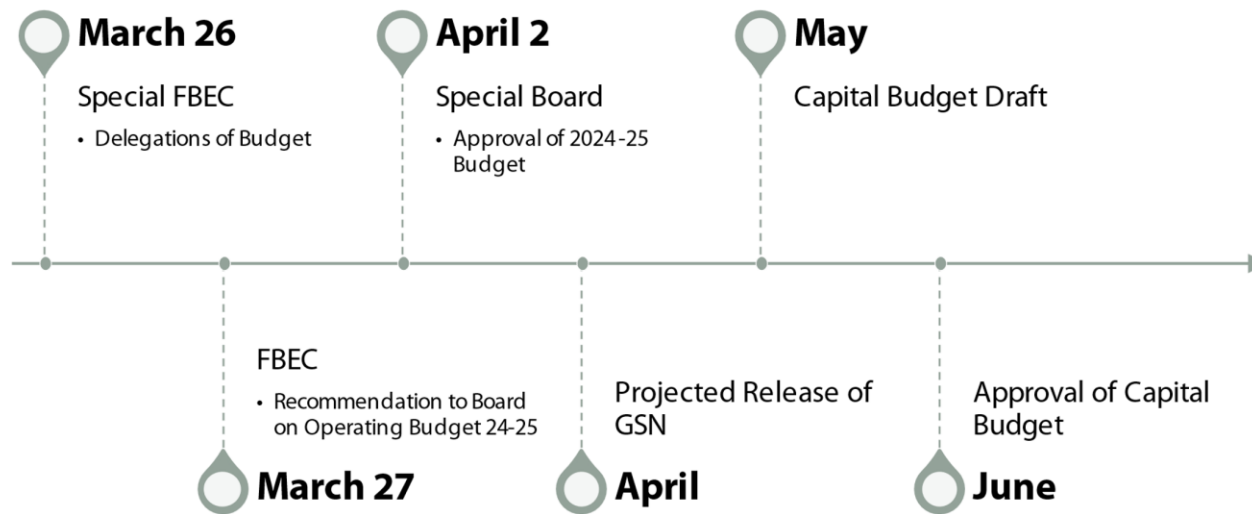 March 26
Special FBEC
• Delegations of Budget
April 2
Special Board
• Approval of 2024-25
Budget
May
Capital Budget Draft
FBEC
• Recommendation to Board
on Operating Budget 24-25
March 27
Projected Release of
GSN
April
Approval of Capital
Budget
June